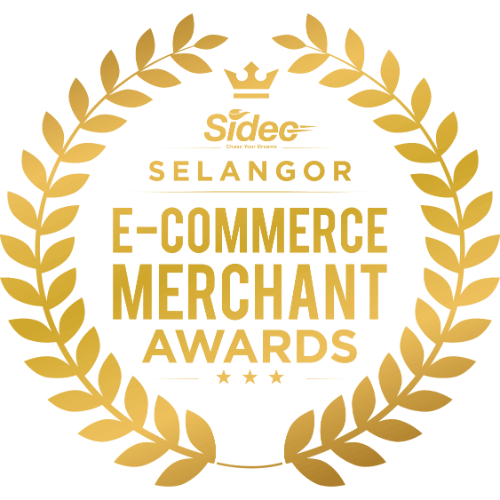 Sidec
Chase Your Dreams
SELANGOR
E-COMMERCE
MERCHANT
AWARDS